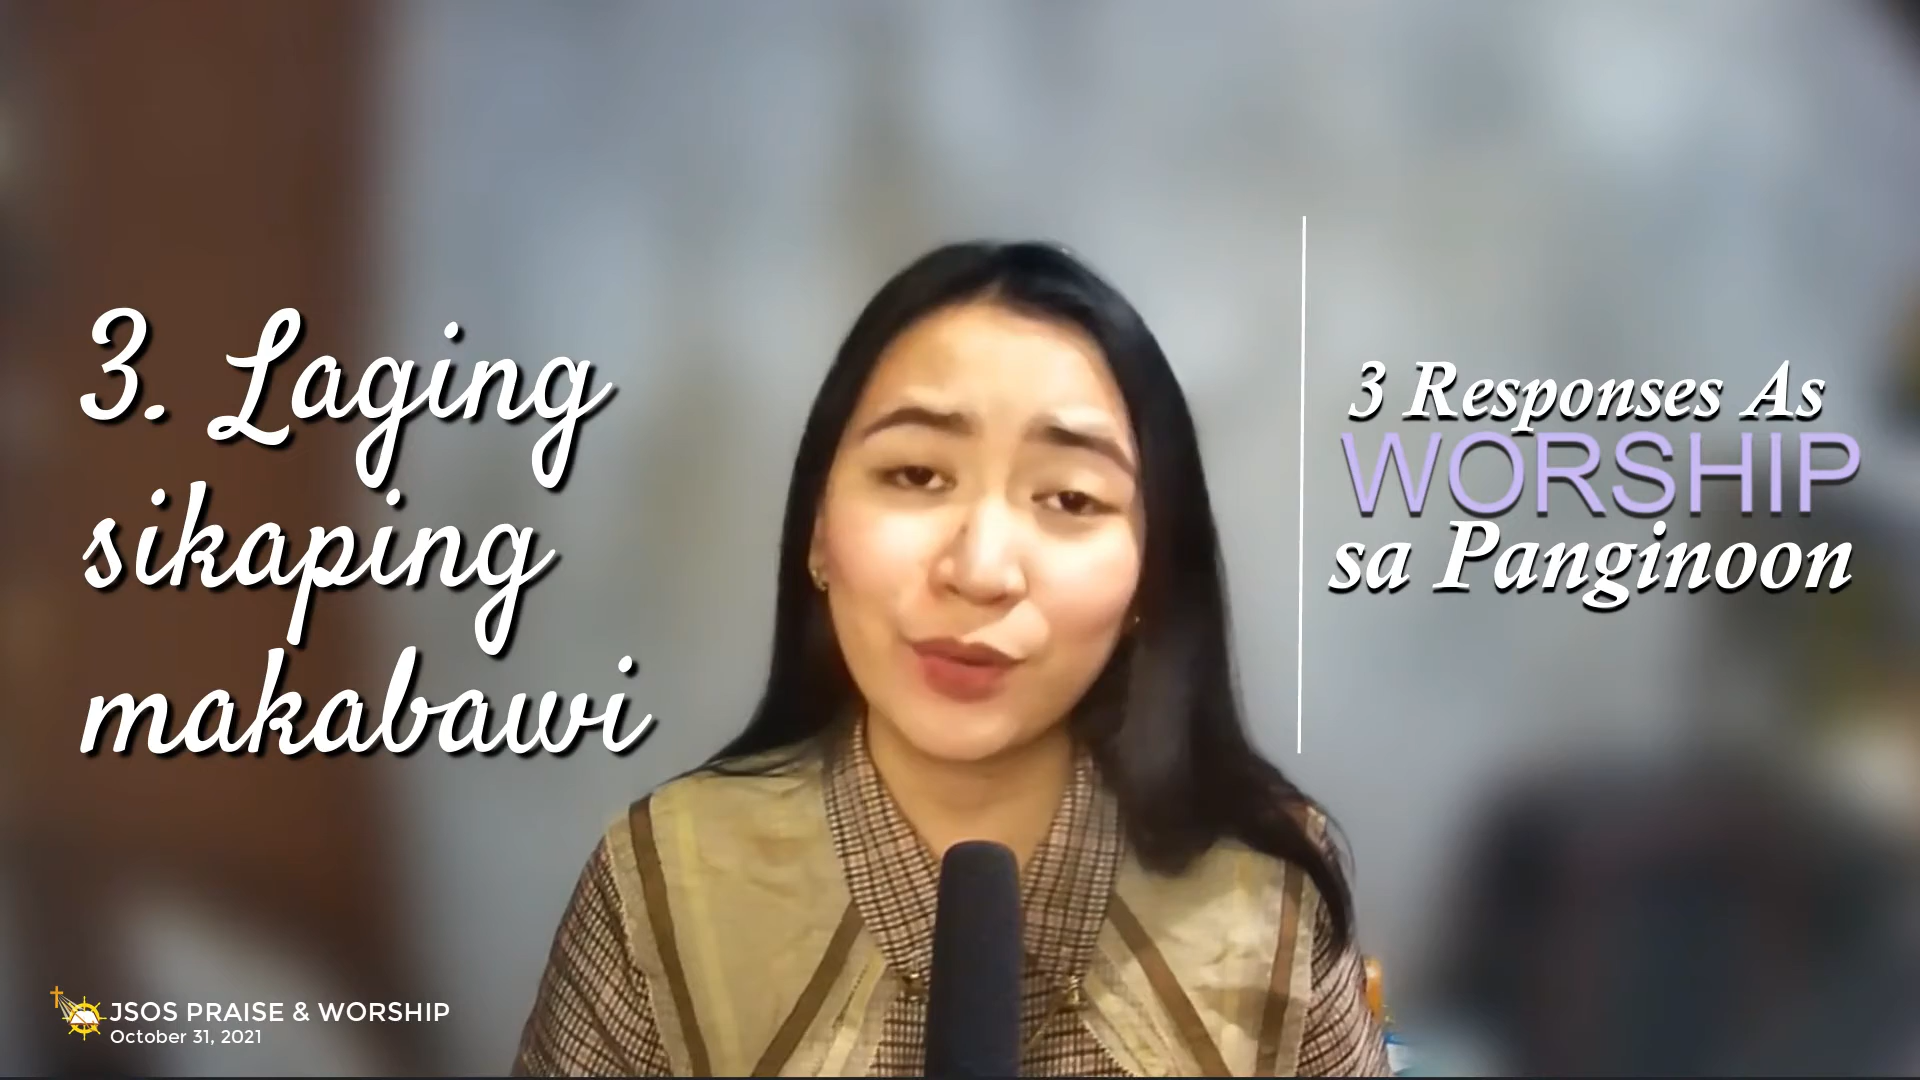 3. Laging
sikaping
makabawi
3 Responses As
WORSHIP
sa Panginoon
JSOS PRAISE & WORSHIP
October 31, 2021